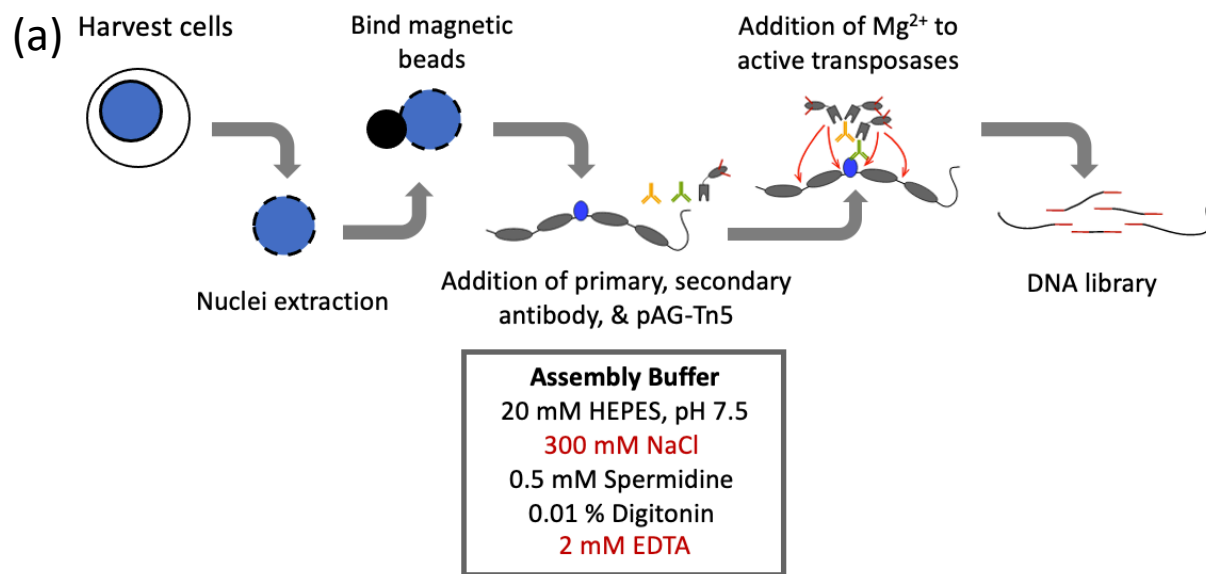 (a)
Harvest cells
Nuclei extraction
Bind magnetic
beads
Addition of primary, secondary
antibody, & pAG-Tn5
Addition of Mg²⁺ to
active transposases
DNA library
Assembly Buffer
20 mM HEPES, pH 7.5
300 mM NaCl
0.5 mM Spermidine
0.01 % Digitonin
2 mM EDTA